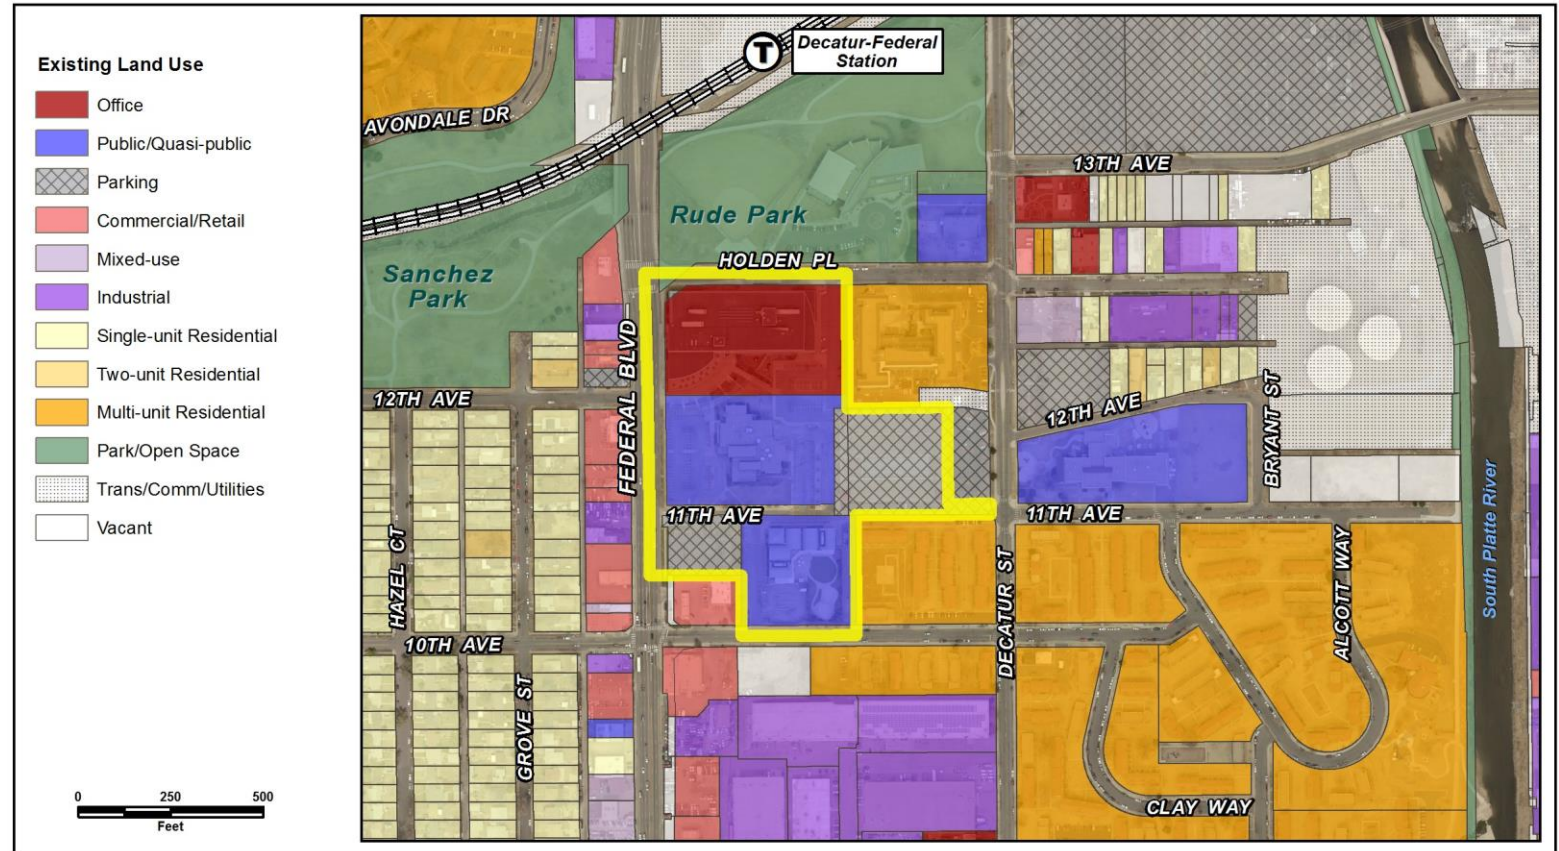 Existing Land Use
Office
Public/Quasi-public
Parking
Commercial/Retail
Mixed-use
Industrial
Single-unit Residential
Two-unit Residential
Multi-unit Residential
Park/Open Space
Trans/Comm/Utilities
Vacant
0 250 500
Feet
T
Decatur-Federal
Station
AVONDALE DR
13TH AVE
Rude Park
HOLDEN PL
Sanchez
Park
FEDERAL BLVD
12TH AVE
12TH AVE
BRYANT ST
11TH AVE
11TH AVE
HAZEL CT
DECATUR ST
ALCOTT WAY
South Platte River
10TH AVE
GROVE ST
CLAY WAY